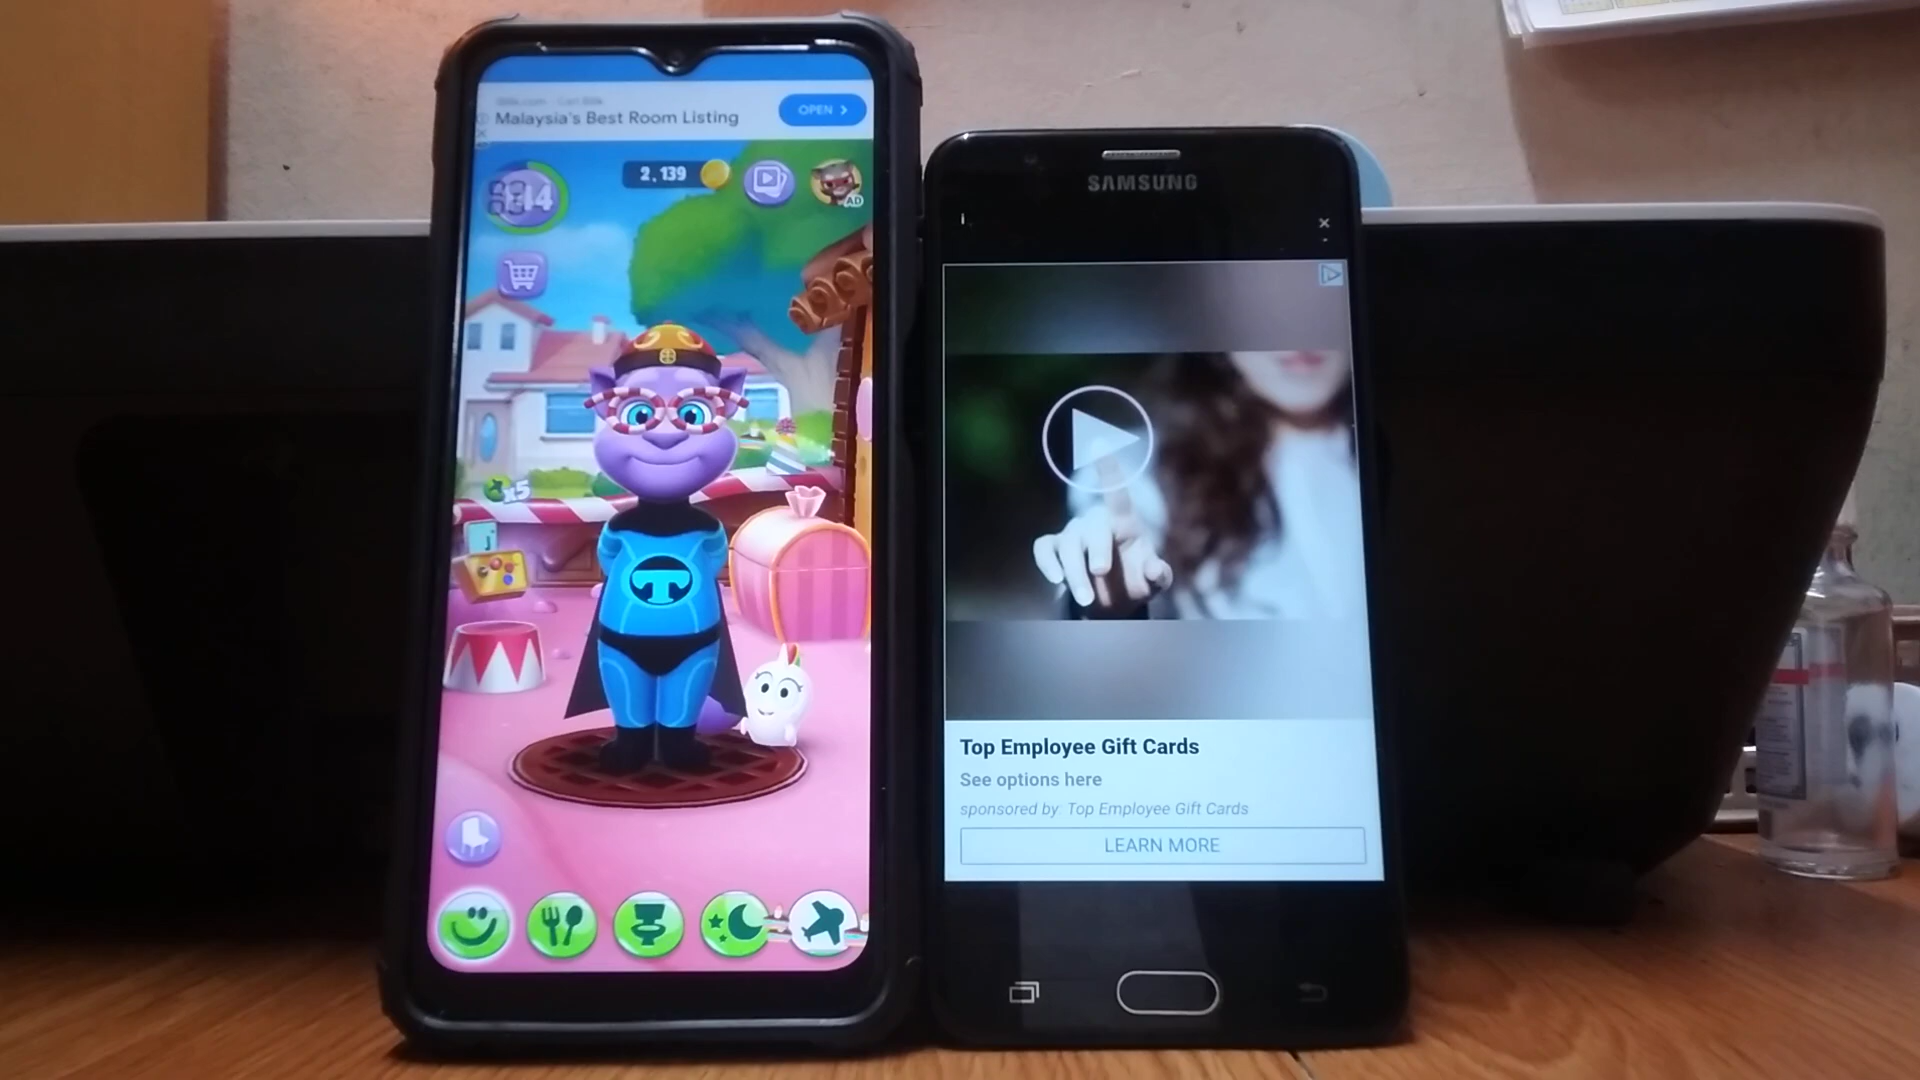 Malaysia's Best Room Listing
OPEN >
2,139
AD
x5
T
SAMSUNG
Top Employee Gift Cards
See options here
sponsored by: Top Employee Gift Cards
LEARN MORE